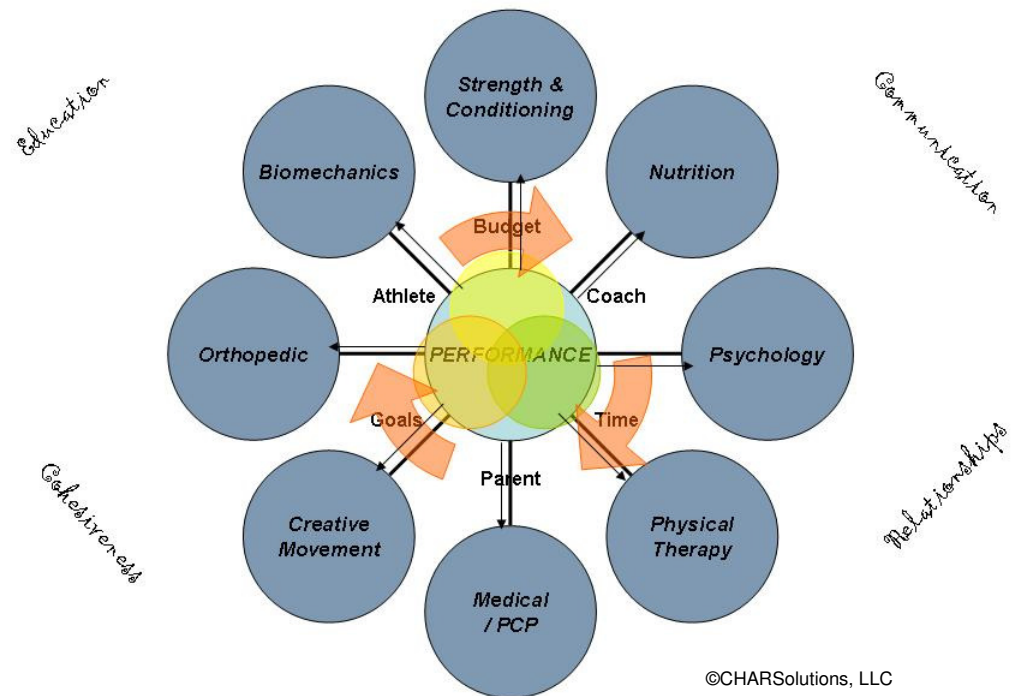 Education
Communication
Strength &
Conditioning
Biomechanics
Nutrition
Budget
Athlete
Coach
Orthopedic
PERFORMANCE
Psychology
Goals
Time
Cohesiveness
Relationships
Parent
Creative
Movement
Physical
Therapy
Medical
/ PCP
©CHARSolutions, LLC